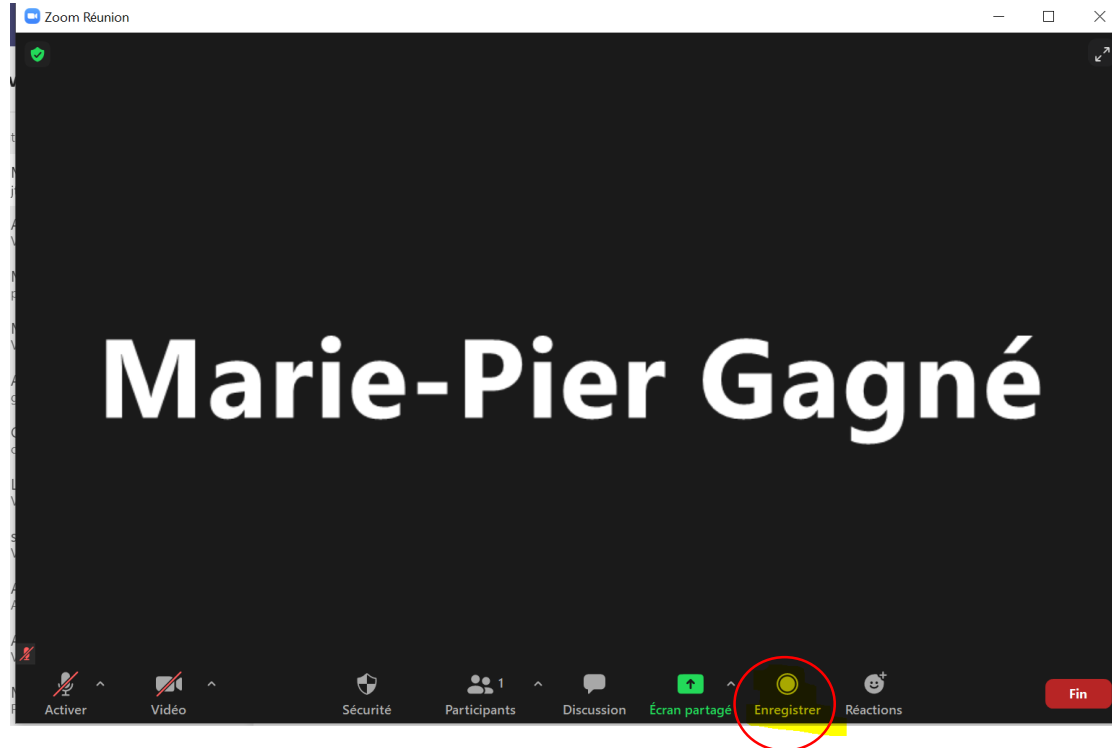 Zoom Réunion
Marie-Pier Gagné
1
Activer Vidéo Sécurité Participants Discussion Écran partagé Enregistrer Réactions Fin